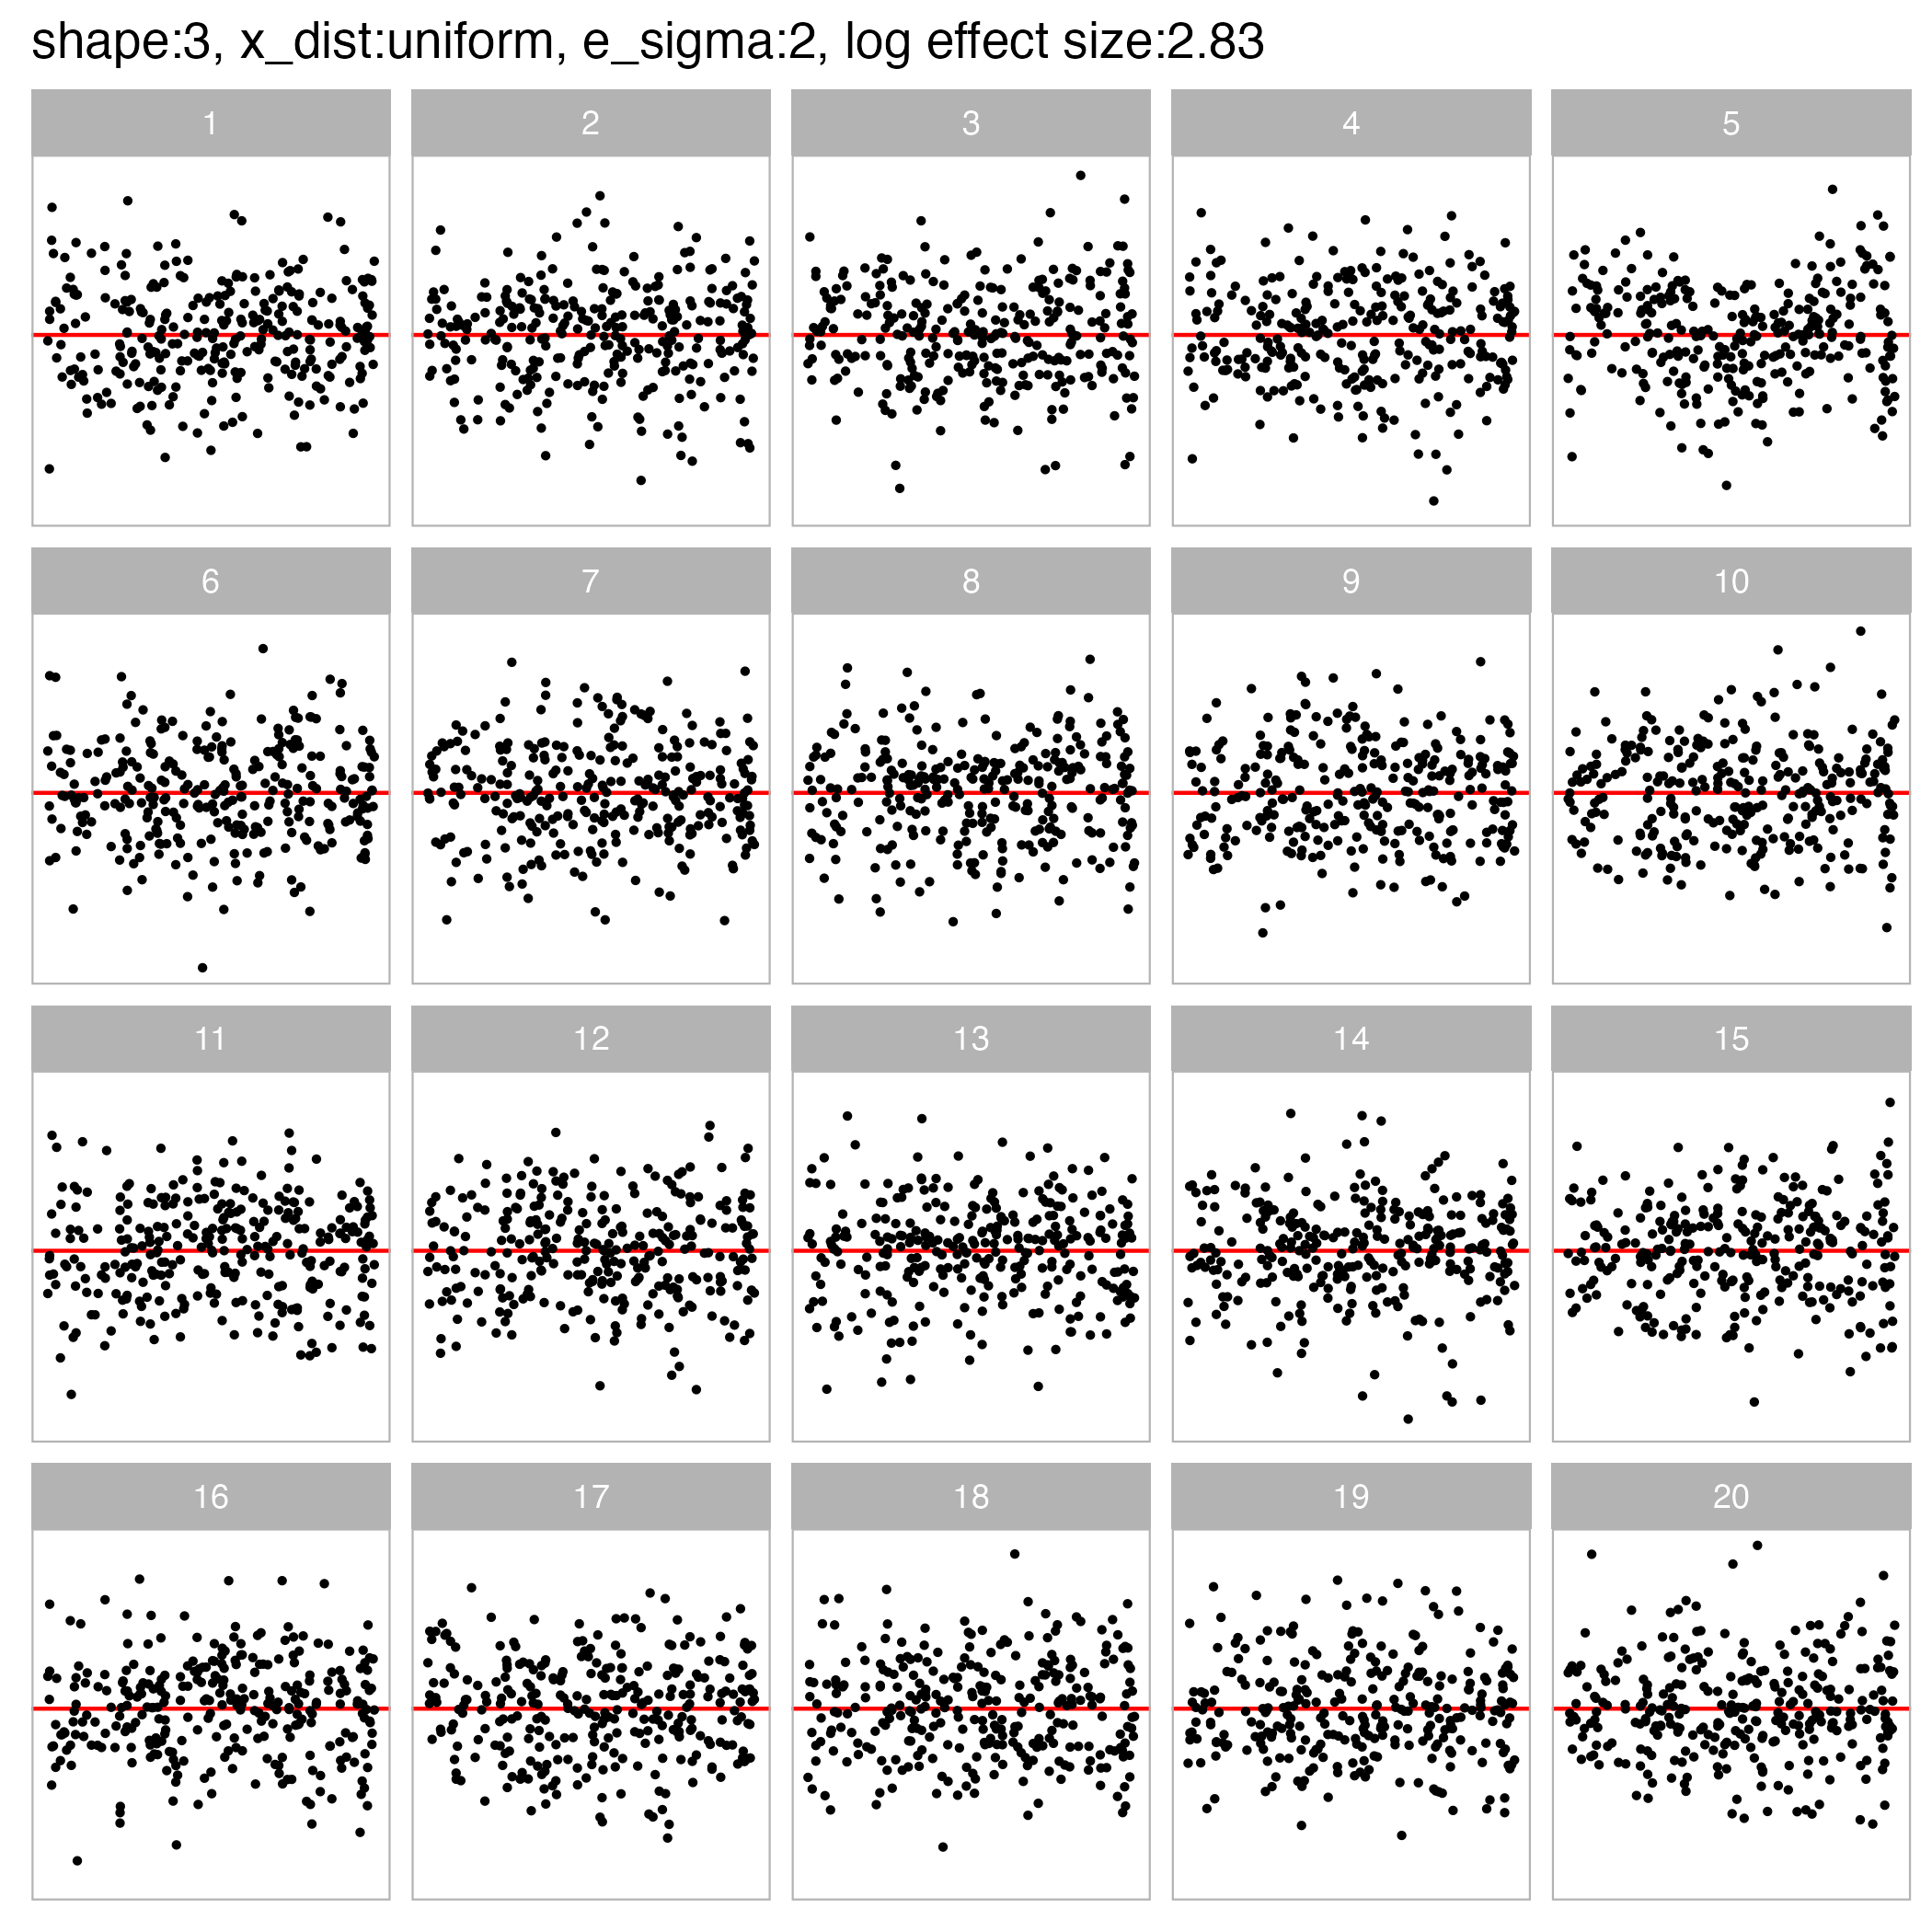 shape:3, x_dist:uniform, e_sigma:2, log effect size:2.83
1 2 3 4 5
6 7 8 9 10
11 12 13 14 15
16 17 18 19 20